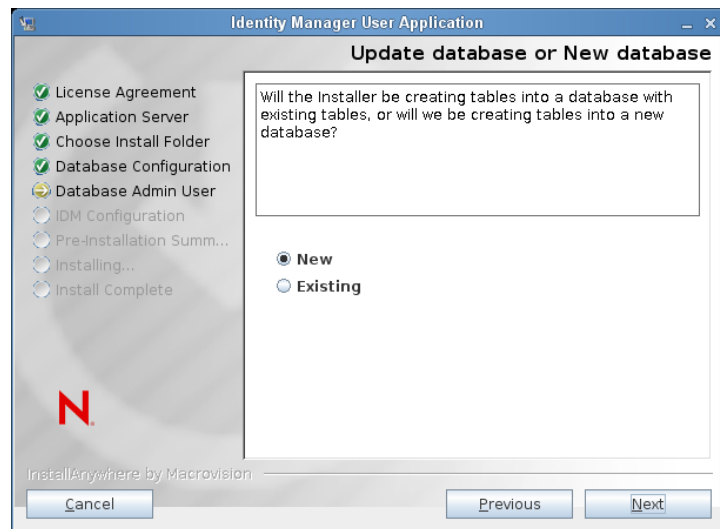 Identity Manager User Application
Update database or New database
License Agreement
Application Server
Choose Install Folder
Database Configuration
Database Admin User
IDM Configuration
Pre-Installation Summ...
Installing...
Install Complete
Will the Installer be creating tables into a database with
existing tables, or will we be creating tables into a new
database?
New
Existing
N
InstallAnywhere by Macrovision
Cancel
Previous
Next